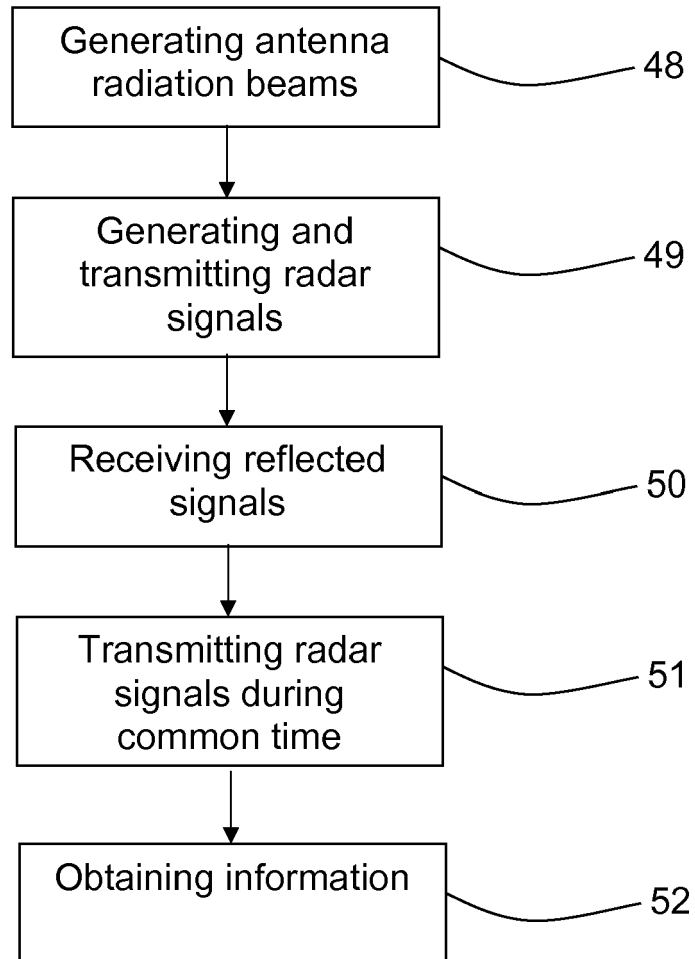 Generating antenna
radiation beams
48
Generating and
transmitting radar
signals
49
Receiving reflected
signals
50
Transmitting radar
signals during
common time
51
Obtaining information
52